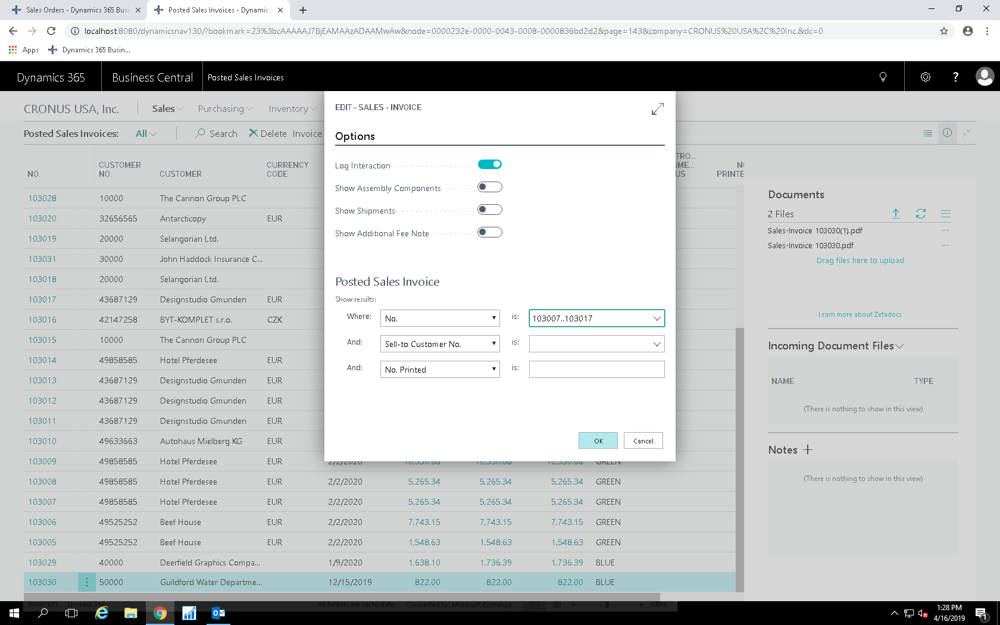 Sales Orders - Dynamics 365 Busi
Posted Sales Invoices - Dynamics
localhost:8080/dynamicsnav130/?bookmark=23%3bcAAAAAJ7BjEAMAAzADAAMwAw&node=0000232e-0000-0043-0008-0000836bd2d2&page=143&company=CRONUS%20USA%2C%20Inc.&dc=0
Apps
Dynamics 365 Busin...
Dynamics 365
Business Central
Posted Sales Invoices
?
CRONUS USA, Inc.
Sales
Purchasing
Inventory
Posted Sales Invoices:
All
Search
Delete
Invoice
NO.
CUSTOMER NO.
CUSTOMER
CURRENCY CODE
TRO...
ME...
US
NO
PRINTE
103028 10000 The Cannon Group PLC
103020 32656565 Antarcticopy EUR
103019 20000 Selangorian Ltd.
103031 30000 John Haddock Insurance C...
103018 20000 Selangorian Ltd.
103017 43687129 Designstudio Gmunden EUR
103016 42147258 BYT-KOMPLET s.r.o. CZK
103015 10000 The Cannon Group PLC
103014 49858585 Hotel Pferdesee EUR
103013 43687129 Designstudio Gmunden EUR
103012 43687129 Designstudio Gmunden EUR
103011 43687129 Designstudio Gmunden EUR
103010 49633663 Autohaus Mielberg KG EUR
103009 49858585 Hotel Pferdesee EUR 2/2/2020 10,550.68 10,550.68 10,550.68 GREEN
103008 49858585 Hotel Pferdesee EUR 2/2/2020 5,265.34 5,265.34 5,265.34 GREEN
103007 49858585 Hotel Pferdesee EUR 2/2/2020 5,265.34 5,265.34 5,265.34 GREEN
103006 49525252 Beef House EUR 2/2/2020 7,743.15 7,743.15 7,743.15 GREEN
103005 49525252 Beef House EUR 2/2/2020 1,548.63 1,548.63 1,548.63 GREEN
103029 40000 Deerfield Graphics Compa... 1/9/2020 1,638.10 1,736.39 1,736.39 BLUE
103030 50000 Guildford Water Departme... 12/15/2019 822.00 822.00 822.00 BLUE
EDIT - SALES - INVOICE
Options
Log Interaction
Show Assembly Components
Show Shipments
Show Additional Fee Note
Posted Sales Invoice
Show results:
Where: No. is: 103007..103017
And: Sell-to Customer No. is:
And: No. Printed is:
OK
Cancel
Documents
2 Files
Sales-Invoice 103030(1).pdf
Sales-Invoice 103030.pdf
Drag files here to upload
Learn more about Zetadocs
Incoming Document Files
NAME TYPE
(There is nothing to show in this view)
Notes
(There is nothing to show in this view)
Items: 673 Unread: 116
All folders are up to date. Connected to: Microsoft Exchange
100%
1:28 PM
4/16/2019
1